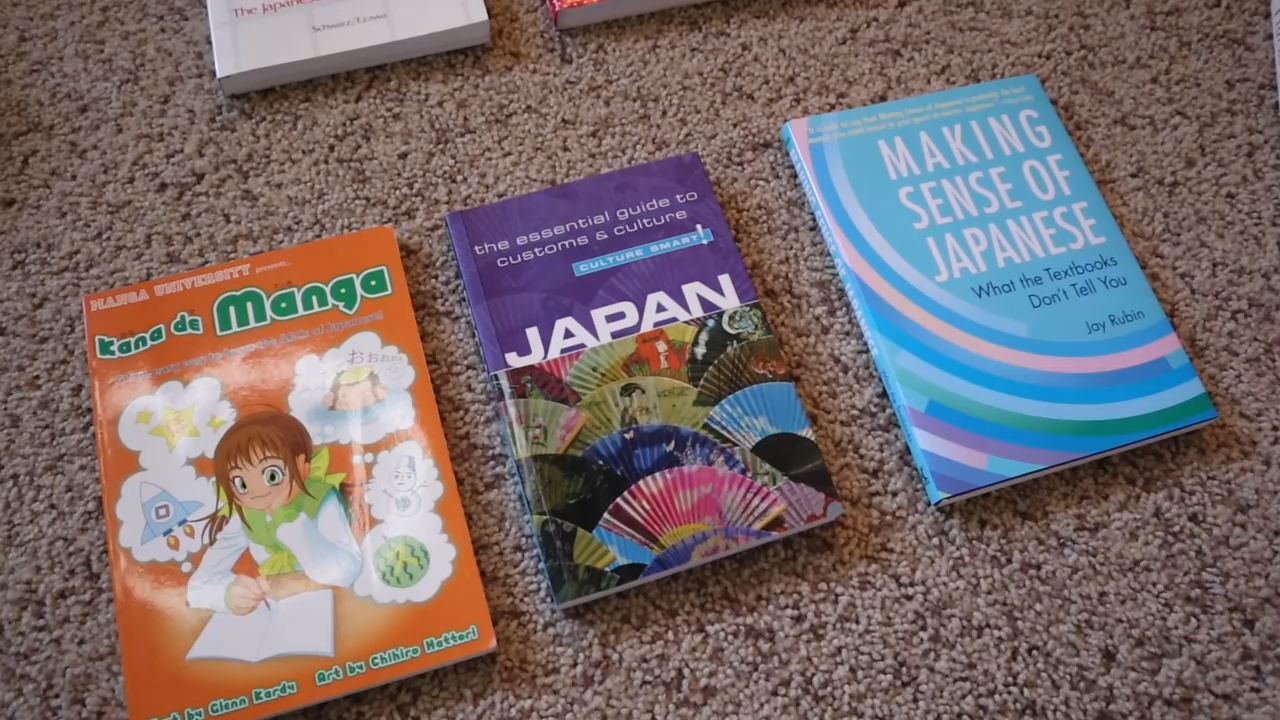 The Japanese
Schwarz/Ezawa
MANGA UNIVERSITY presents...
Kana de Manga
Text by Glenn Kardy Art by Chihiro Hattori
おおおお
the essential guide to
customs & culture
CULTURE SMART!
JAPAN
MAKING
SENSE OF
JAPANESE
What the Textbooks
Don't Tell You
Jay Rubin